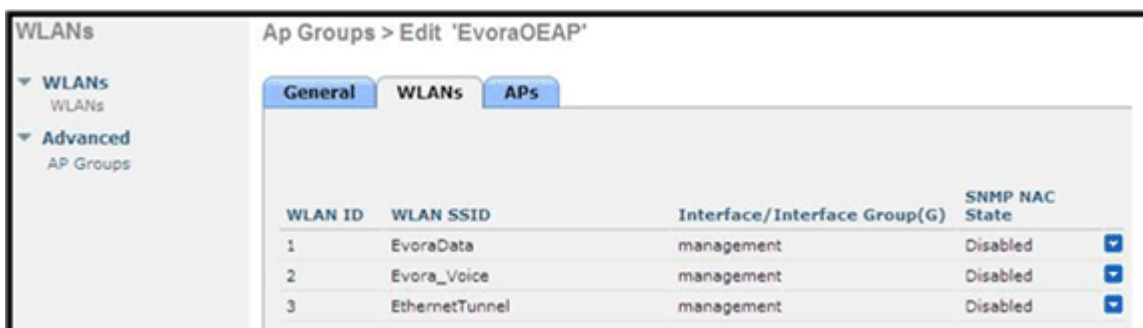 WLANs
WLANs
WLANs
Advanced
AP Groups
Ap Groups > Edit 'EvoraOEAP'
General WLANs APs
WLAN ID WLAN SSID Interface/Interface Group(G) SNMP NAC State
1 EvoraData management Disabled
2 Evora_Voice management Disabled
3 EthernetTunnel management Disabled